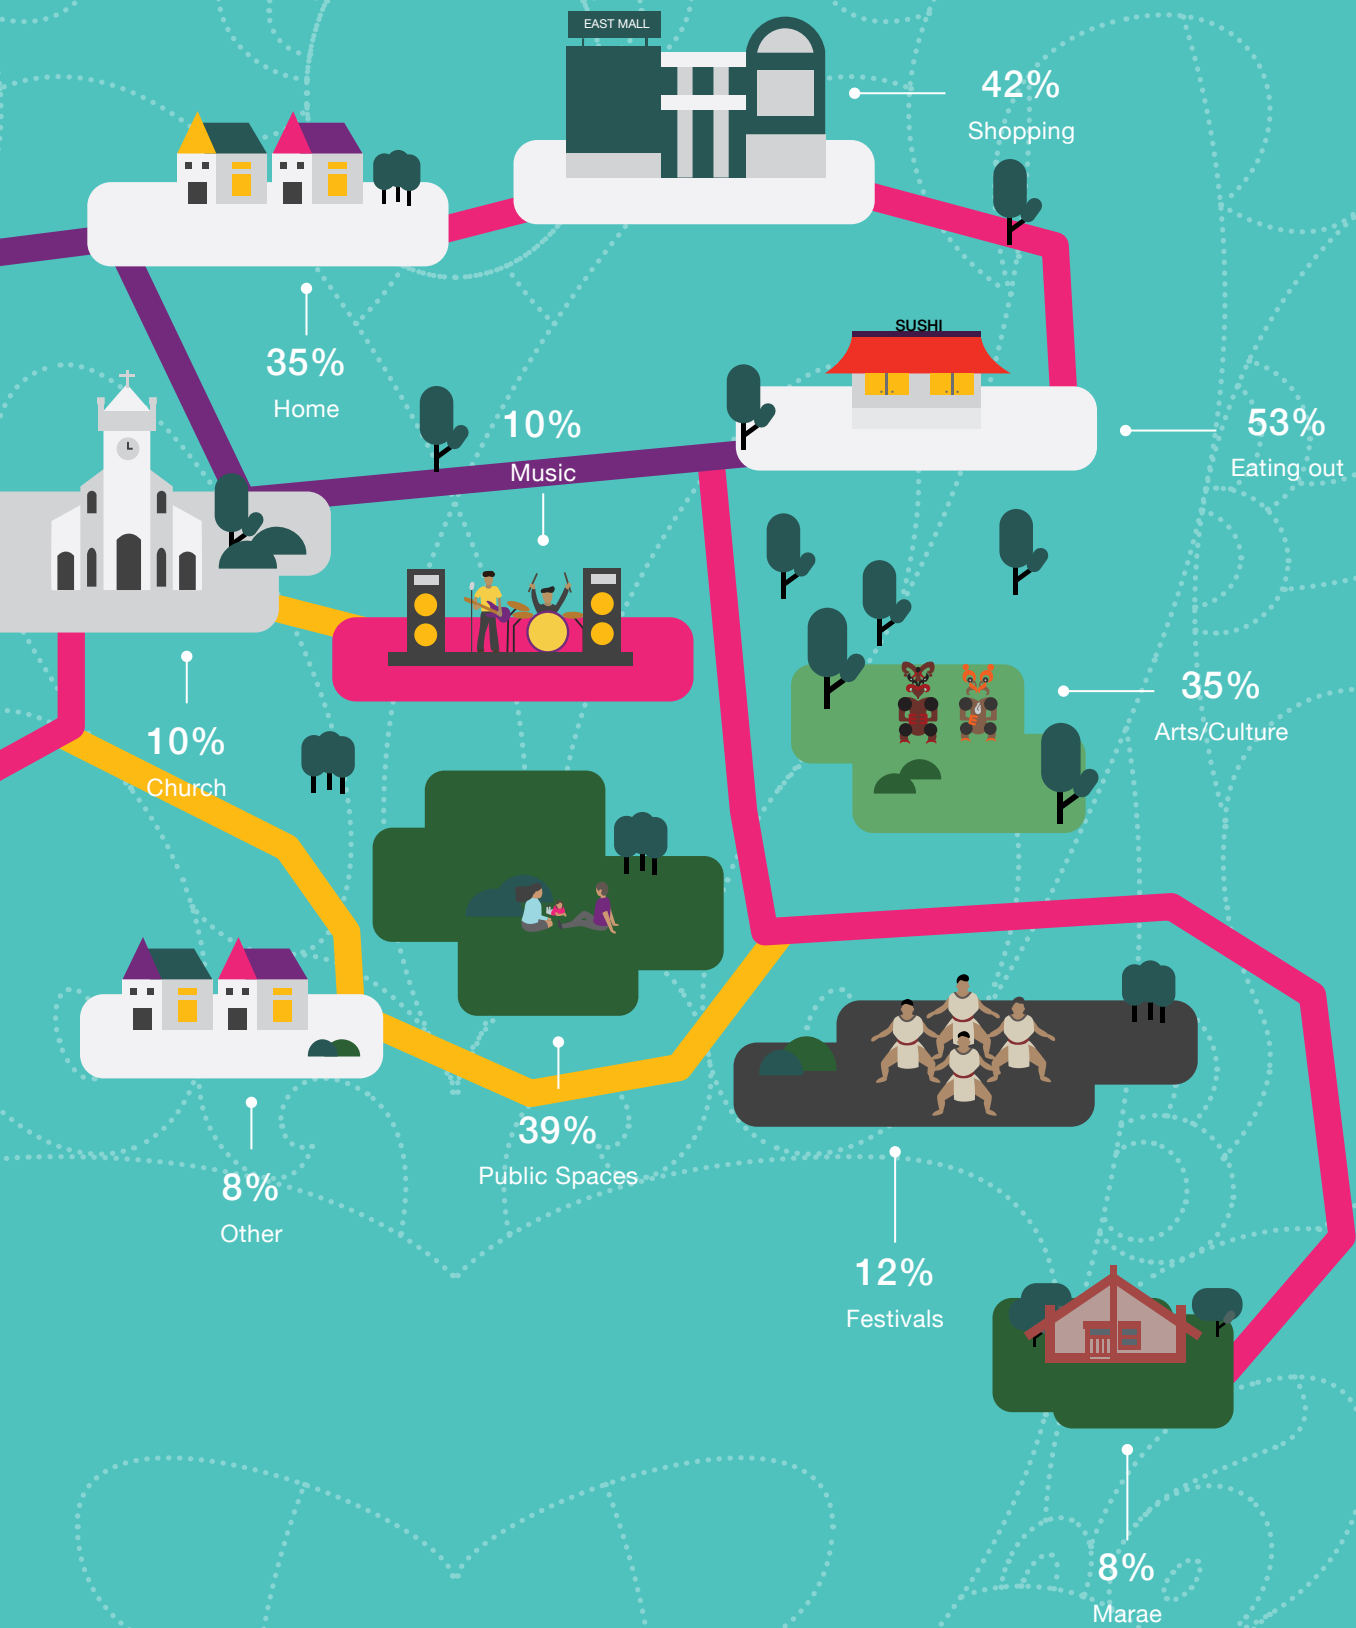 EAST MALL
42%
Shopping
35%
Home
SUSHI
10%
Music
53%
Eating out
35%
Arts/Culture
10%
Church
39%
Public Spaces
8%
Other
12%
Festivals
8%
Marae